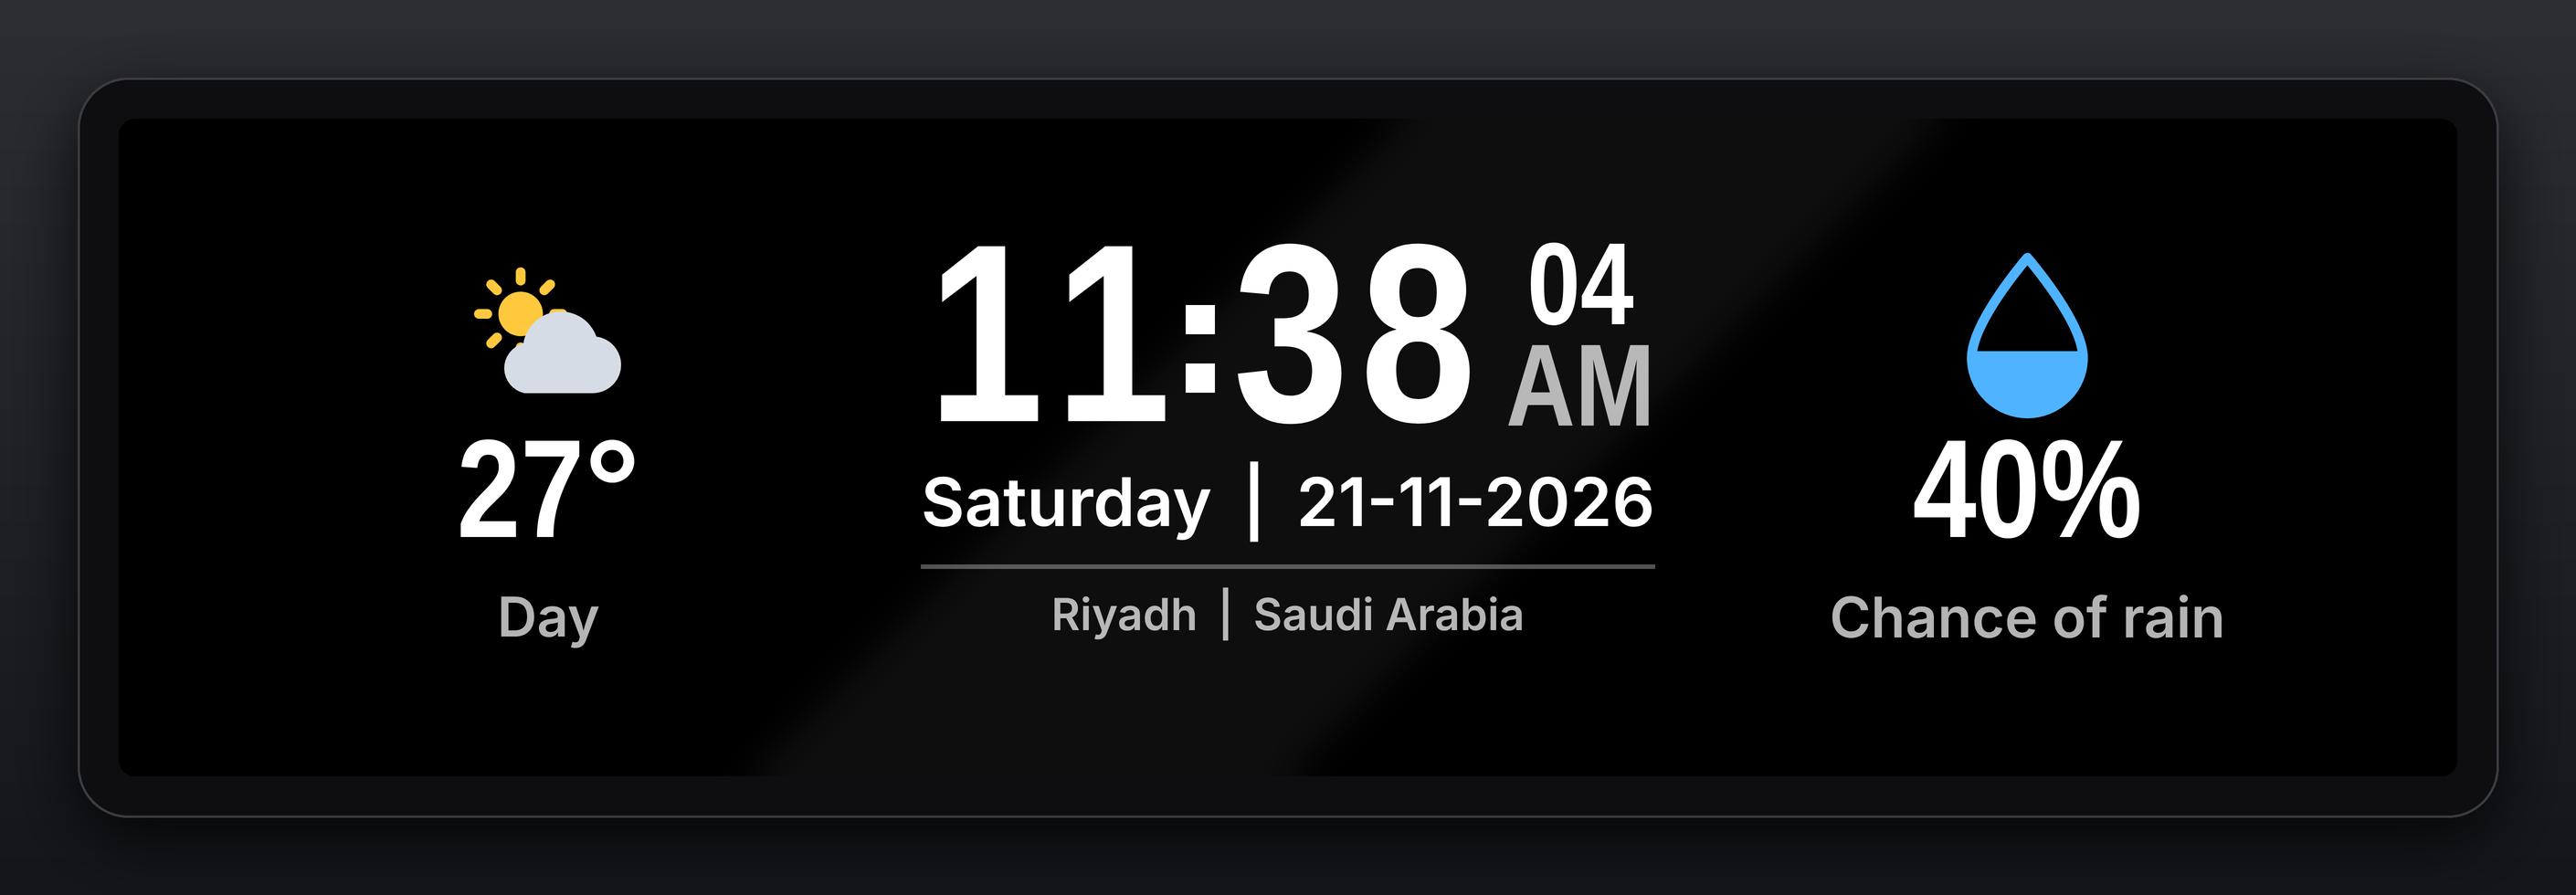 27°
Day
11:38 04 AM
Saturday | 21-11-2026
Riyadh | Saudi Arabia
40%
Chance of rain